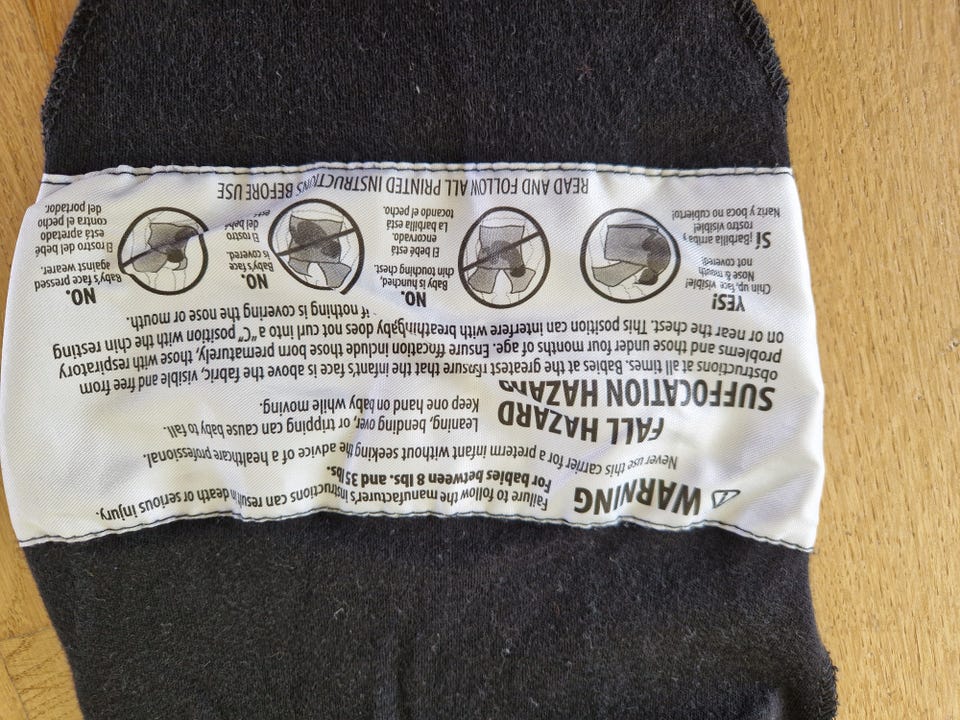 WARNING
Failure to follow the manufacturer's instructions can result in death or serious injury.
For babies between 8 lbs. and 35 lbs.
Never use this carrier for a preterm infant without seeking the advice of a healthcare professional.
FALL HAZARD
Leaning, bending, over, or tripping can cause baby to fall.
Keep one hand on baby while moving.
SUFFOCATION HAZARD
obstructions at all times. Babies at the greatest that the infant's face is above the fabric, visible and free from
problems and those under four months of age. Ensure include those born prematurely, those with respiratory
on or near the chest. This position can interfere with breathing does not curl into a "C" position with the chin resting
if nothing is covering the nose or mouth.
YES!
Chin up, face visible!
Nose & mouth
not covered!
SÍ ¡Barbilla arriba y
rostro visible!
Nariz y boca no cubierto!
NO.
Baby is hunched,
chin touching chest.
El bebé está
encorvado.
La barbilla está
tocando el pecho.
NO.
Baby's face
is covered.
El rostro
del bebé
NO.
Baby's face pressed
against wearer.
El rostro del bebé
está apretado
contra el pecho
del portador.
READ AND FOLLOW ALL PRINTED INSTRUCTIONS BEFORE USE